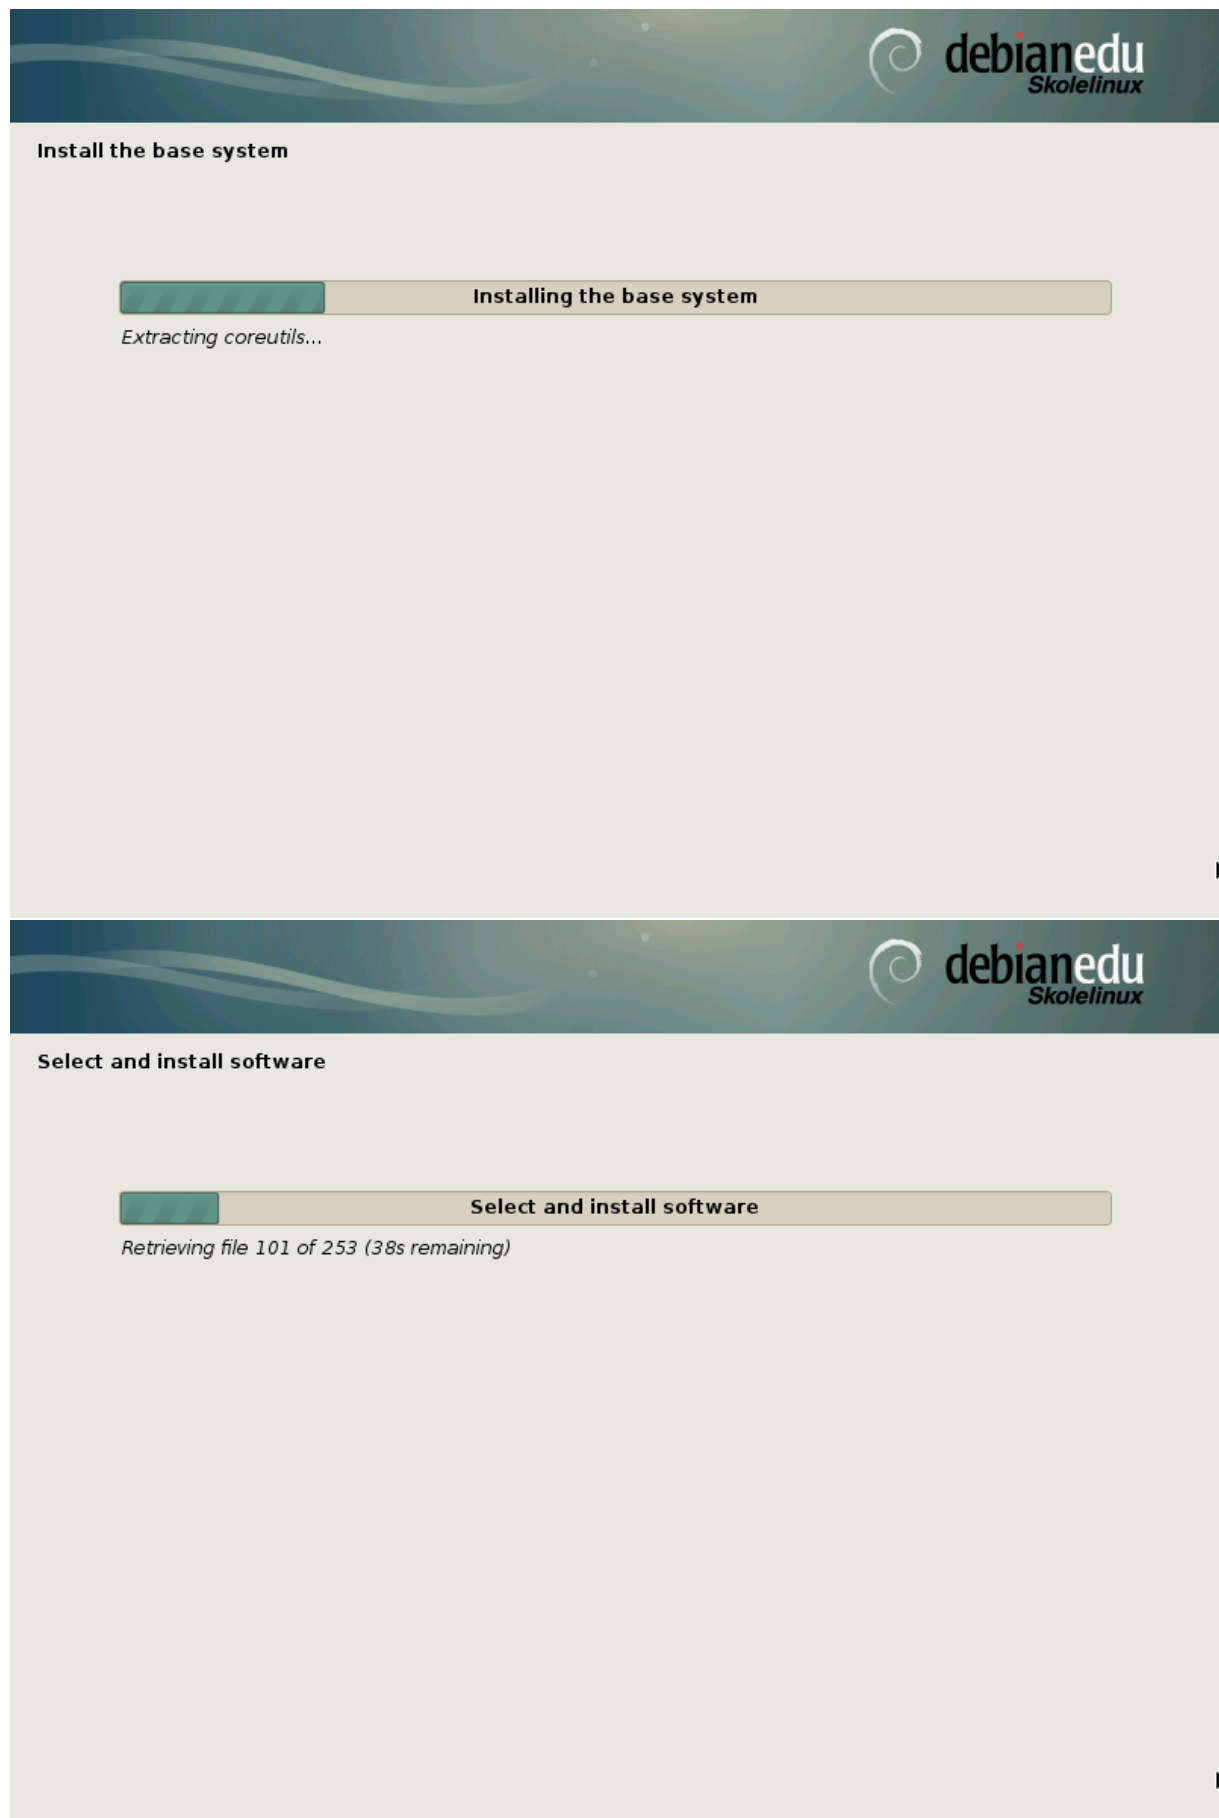 debianedu
Skolelinux
Install the base system
Installing the base system
Extracting coreutils...
debianedu
Skolelinux
Select and install software
Select and install software
Retrieving file 101 of 253 (38s remaining)